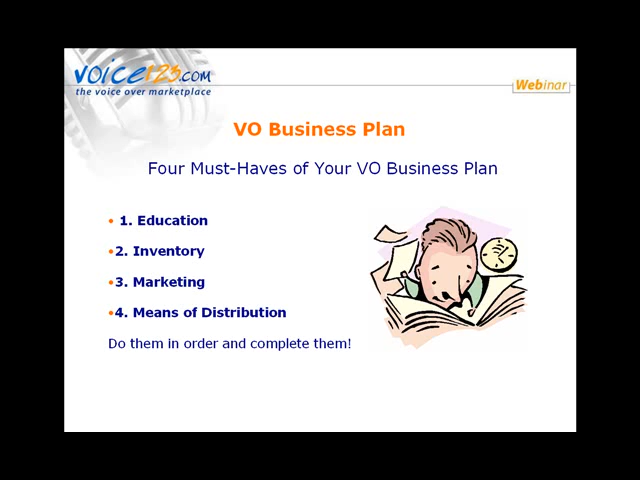 voice123.com
the voice over marketplace
Webinar
VO Business Plan
Four Must-Haves of Your VO Business Plan
• 1. Education
•2. Inventory
•3. Marketing
•4. Means of Distribution
Do them in order and complete them!